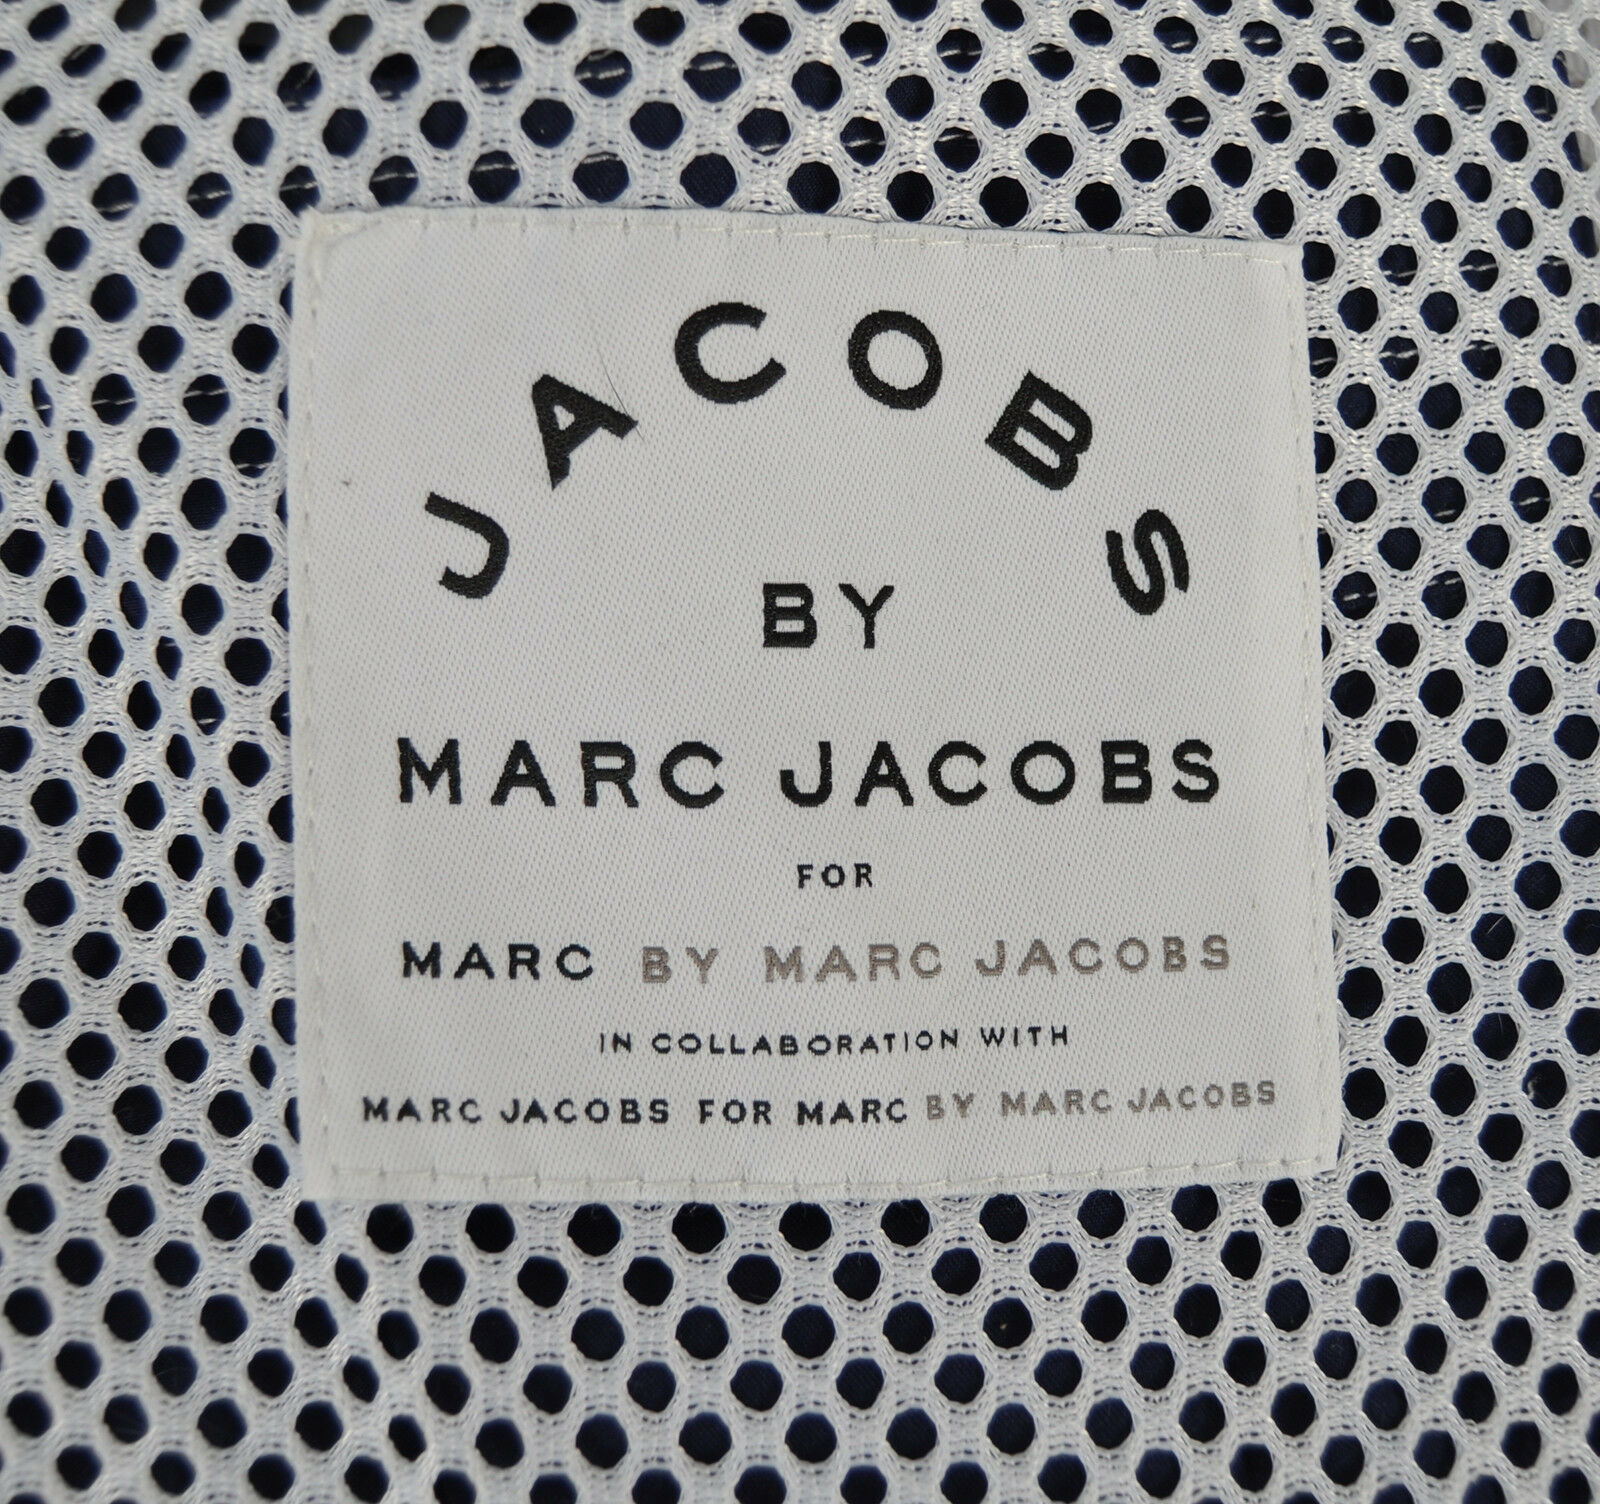 JACOBS
BY
MARC JACOBS
FOR
MARC BY MARC JACOBS
IN COLLABORATION WITH
MARC JACOBS FOR MARC BY MARC JACOBS